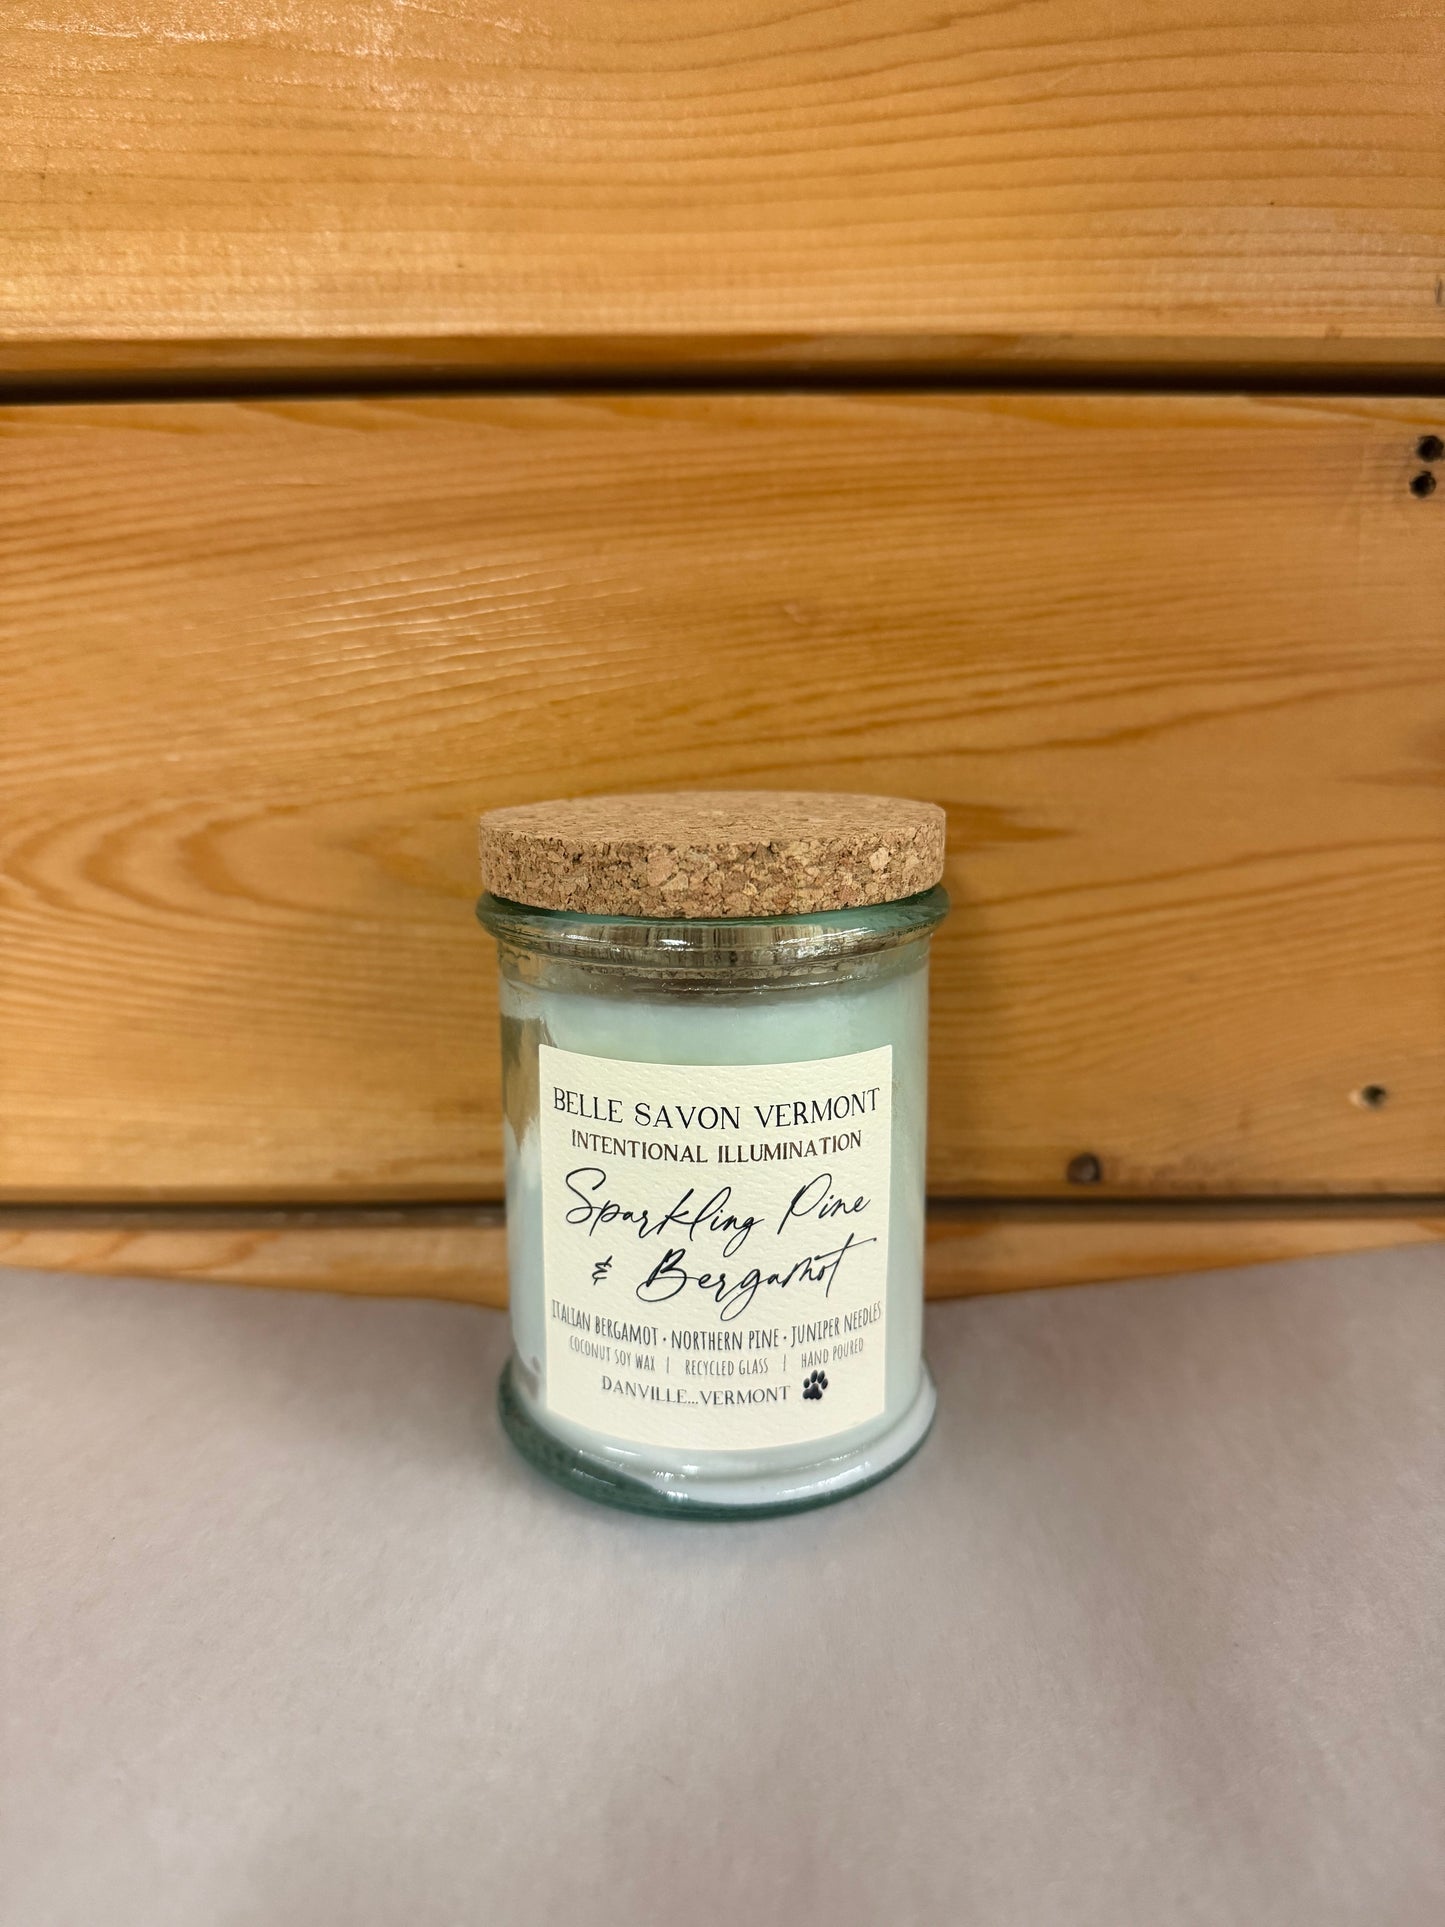 BELLE SAVON VERMONT
INTENTIONAL ILLUMINATION
Sparkling Pine
& Bergamot
ITALIAN BERGAMOT • NORTHERN PINE • JUNIPER NEEDLES
COCONUT SOY WAX | RECYCLED GLASS | HAND POURED
DANVILLE...VERMONT